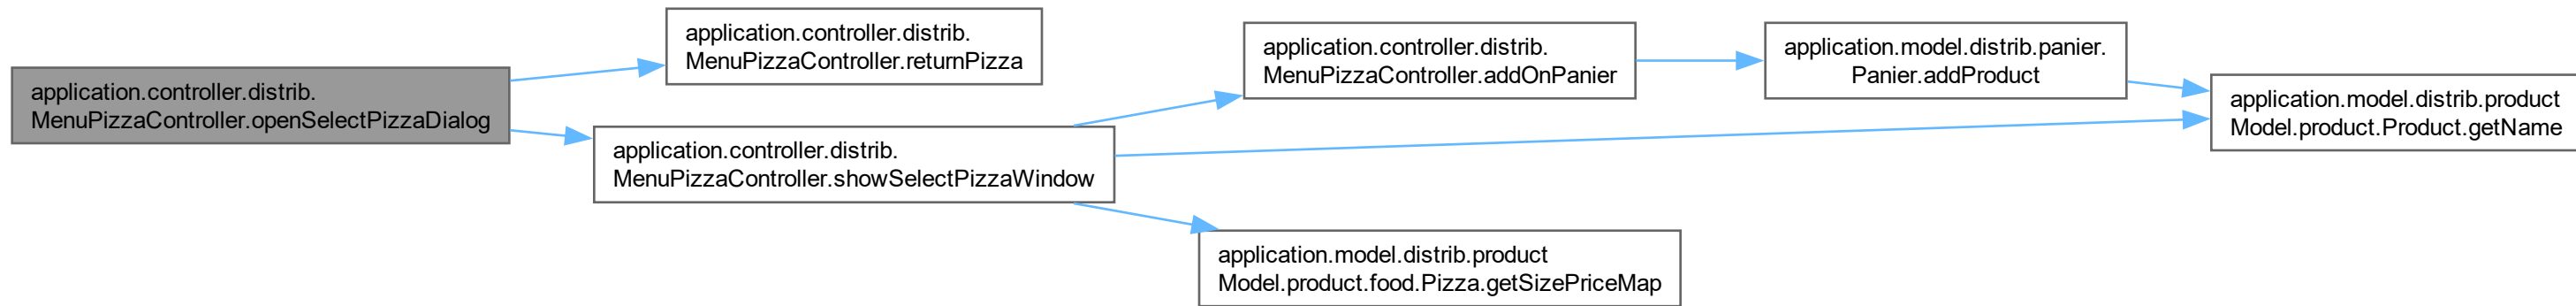 application.controller.distrib.
MenuPizzaController.openSelectPizzaDialog
application.controller.distrib.
MenuPizzaController.returnPizza
application.controller.distrib.
MenuPizzaController.showSelectPizzaWindow
application.controller.distrib.
MenuPizzaController.addOnPanier
application.model.distrib.panier.
Panier.addProduct
application.model.distrib.product
Model.product.Product.getName
application.model.distrib.product
Model.product.food.Pizza.getSizePriceMap